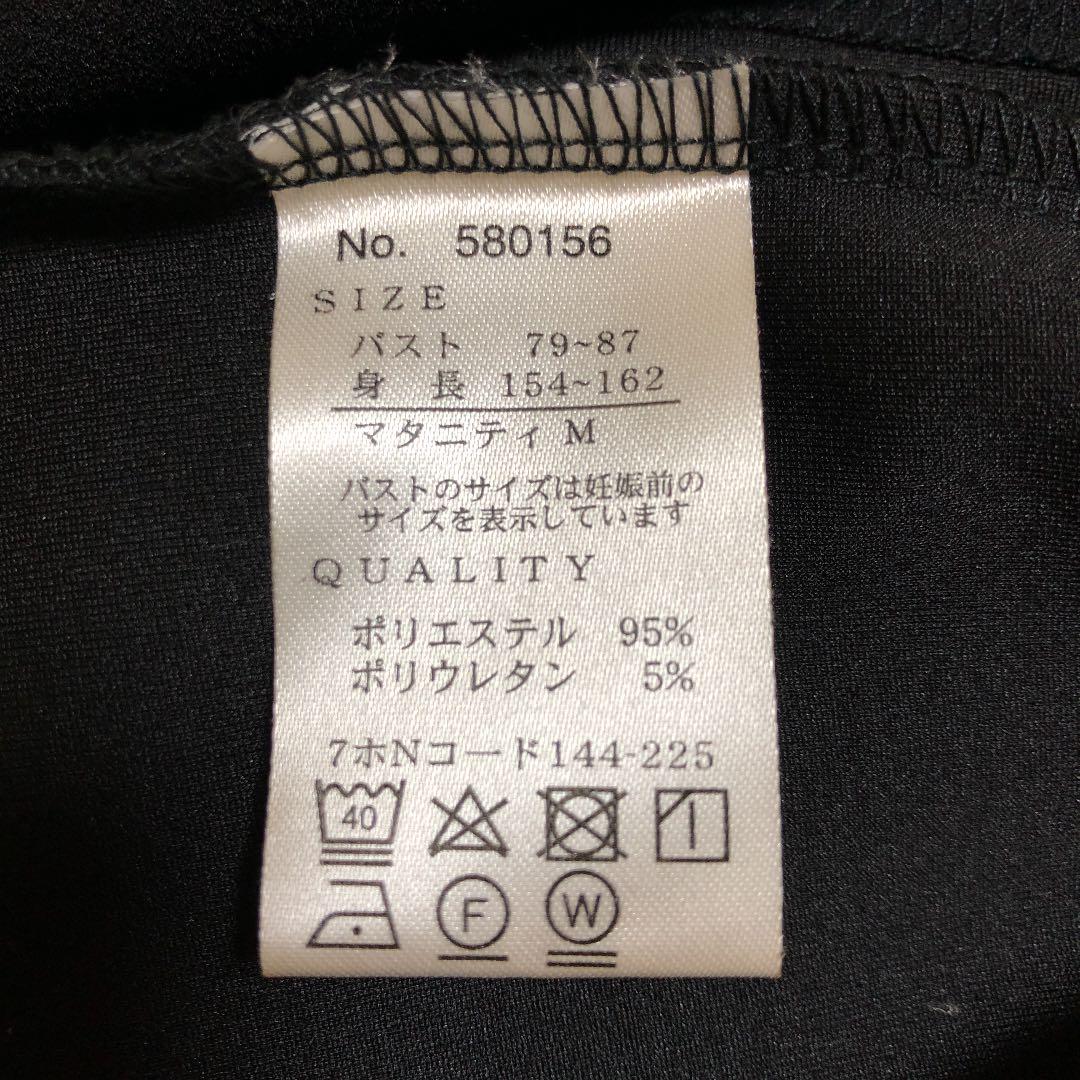 No. 580156
SIZE
バスト 79~87
身 長 154~162
マタニティ M
バストのサイズは妊娠前の
サイズを表示しています
QUALITY
ポリエステル 95%
ポリウレタン 5%
7ホNコード144-225
40
F W